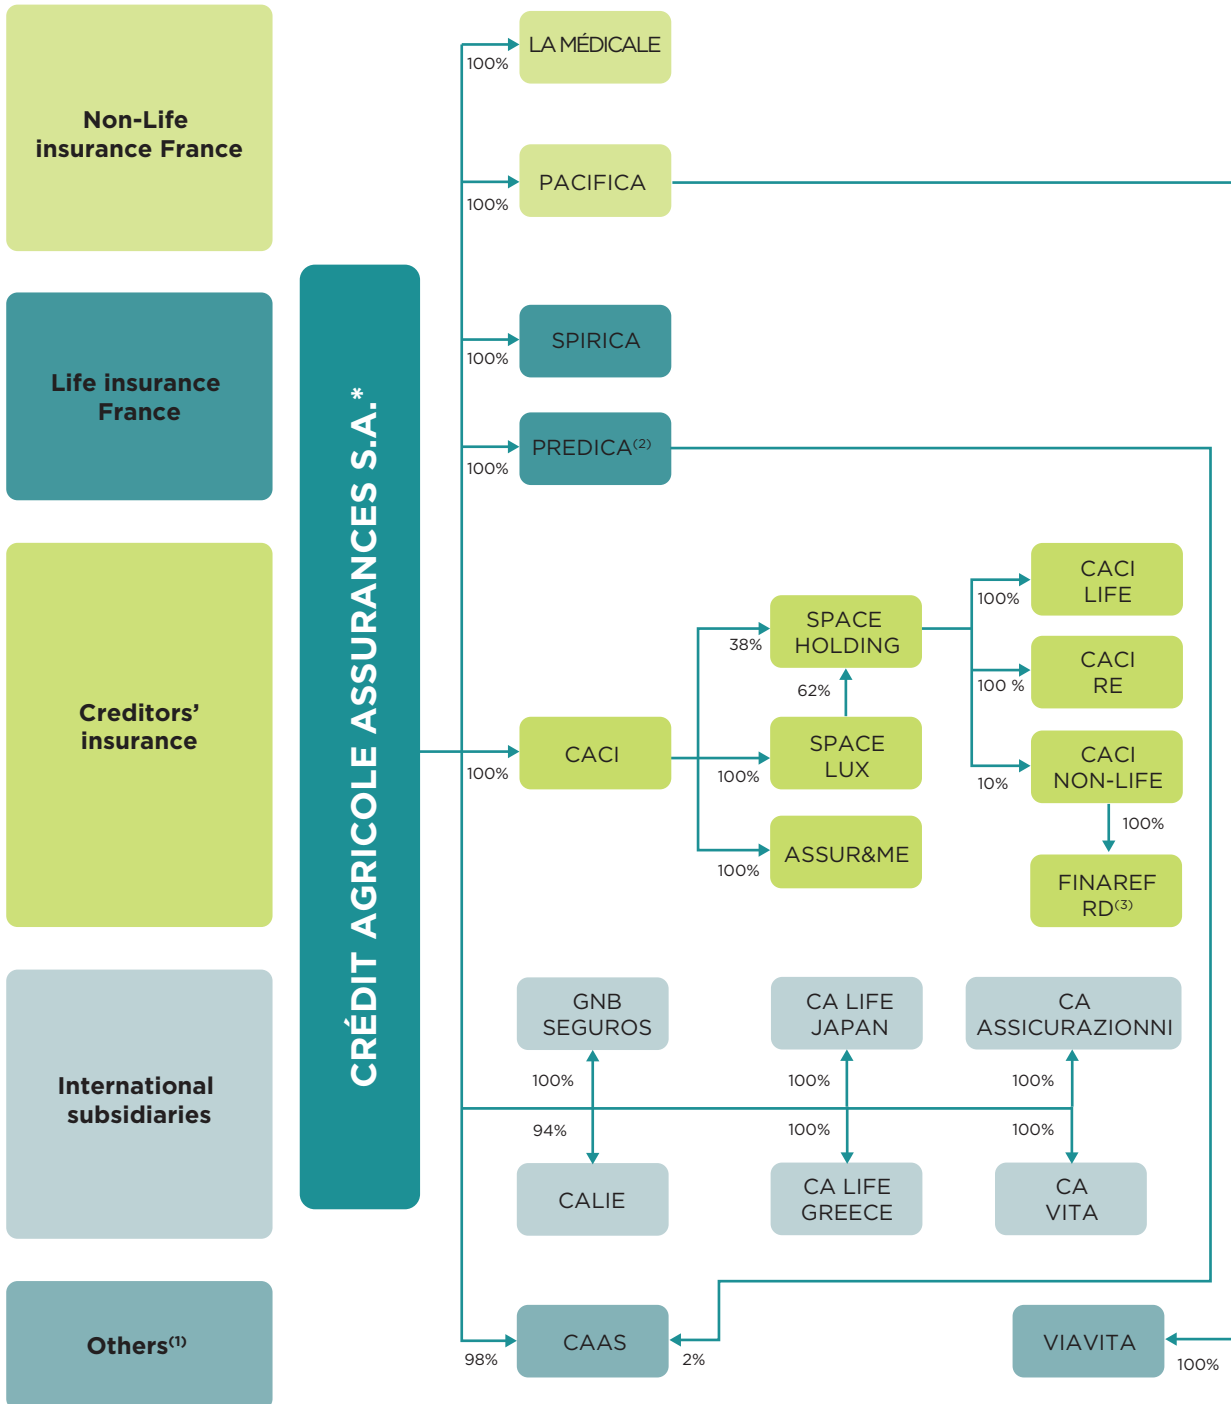 LA MÉDICALE
100%
Non-Life
insurance France
PACIFICA
100%
SPIRICA
100%
Life insurance
France
PREDICA(2)
100%
CRÉDIT AGRICOLE ASSURANCES S.A.*
Creditors'
insurance
CACI
100%
SPACE
HOLDING
38%
62%
SPACE
LUX
100%
ASSUR&ME
100%
CACI
LIFE
100%
CACI
RE
100 %
CACI
NON-LIFE
10%
100%
FINAREF
RD(3)
International
subsidiaries
GNB
SEGUROS
CA LIFE
JAPAN
CA
ASSICURAZIONNI
100%
100%
100%
94%
100%
100%
CALIE
CA LIFE
GREECE
CA
VITA
Others(1)
CAAS
98%
2%
VIAVITA
100%